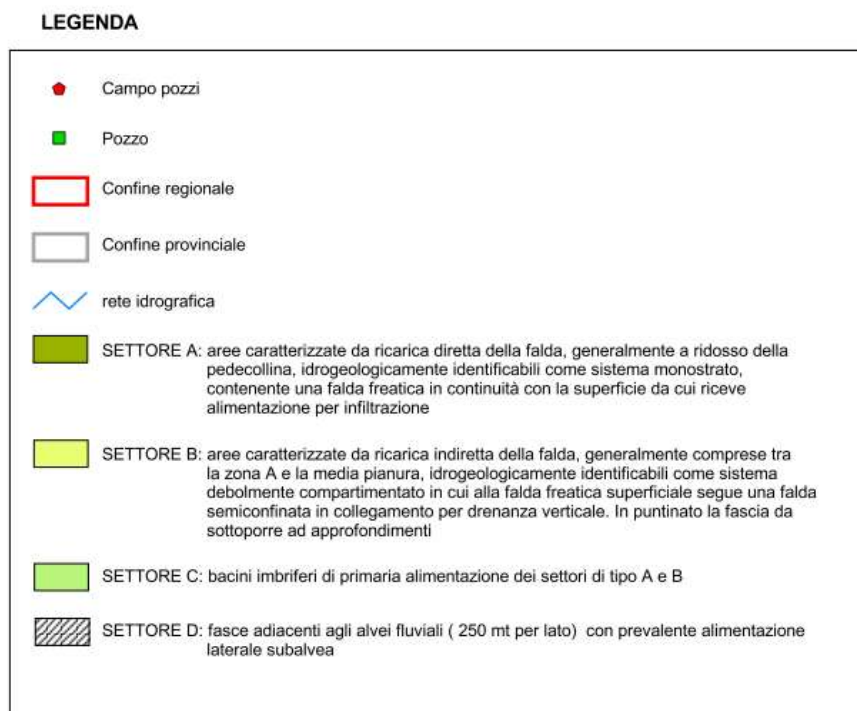 LEGENDA
Campo pozzi
Pozzo
Confine regionale
Confine provinciale
rete idrografica
SETTORE A: aree caratterizzate da ricarica diretta della falda, generalmente a ridosso della
pedecollina, idrogeologicamente identificabili come sistema monostrato,
contenente una falda freatica in continuità con la superficie da cui riceve
alimentazione per infiltrazione
SETTORE B: aree caratterizzate da ricarica indiretta della falda, generalmente comprese tra
la zona A e la media pianura, idrogeologicamente identificabili come sistema
debolmente compartimentato in cui alla falda freatica superficiale segue una falda
semiconfinata in collegamento per drenanza verticale. In puntinato la fascia da
sottoporre ad approfondimenti
SETTORE C: bacini imbriferi di primaria alimentazione dei settori di tipo A e B
SETTORE D: fasce adiacenti agli alvei fluviali ( 250 mt per lato) con prevalente alimentazione
laterale subalvea